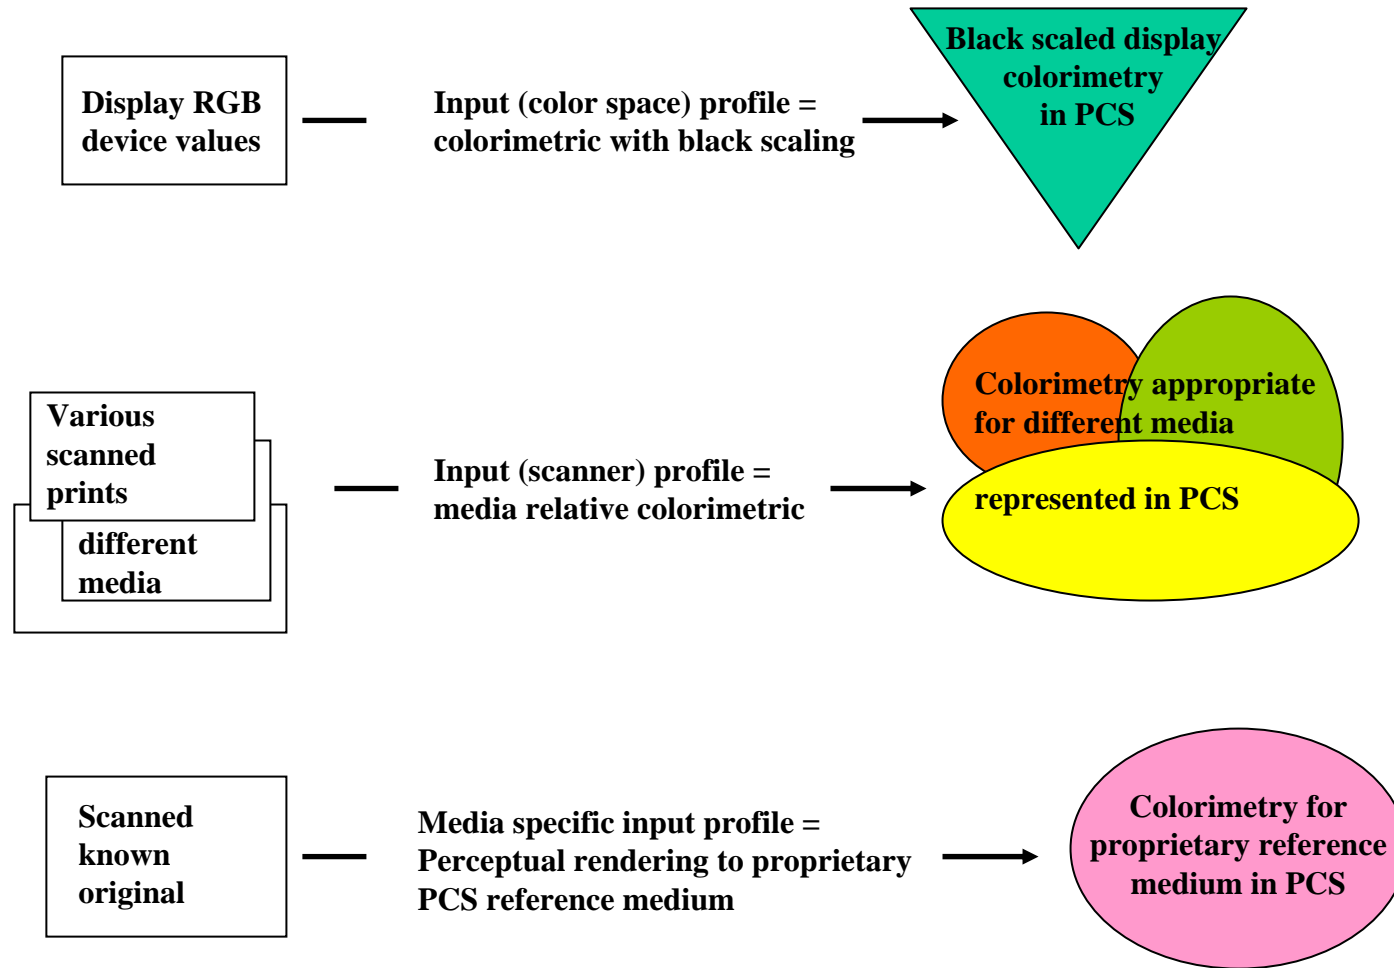 Display RGB
device values
Input (color space) profile =
colorimetric with black scaling
Black scaled display
colorimetry
in PCS
Various
scanned
prints
different
media
Input (scanner) profile =
media relative colorimetric
Colorimetry appropriate
for different media
represented in PCS
Scanned
known
original
Media specific input profile =
Perceptual rendering to proprietary
PCS reference medium
Colorimetry for
proprietary reference
medium in PCS